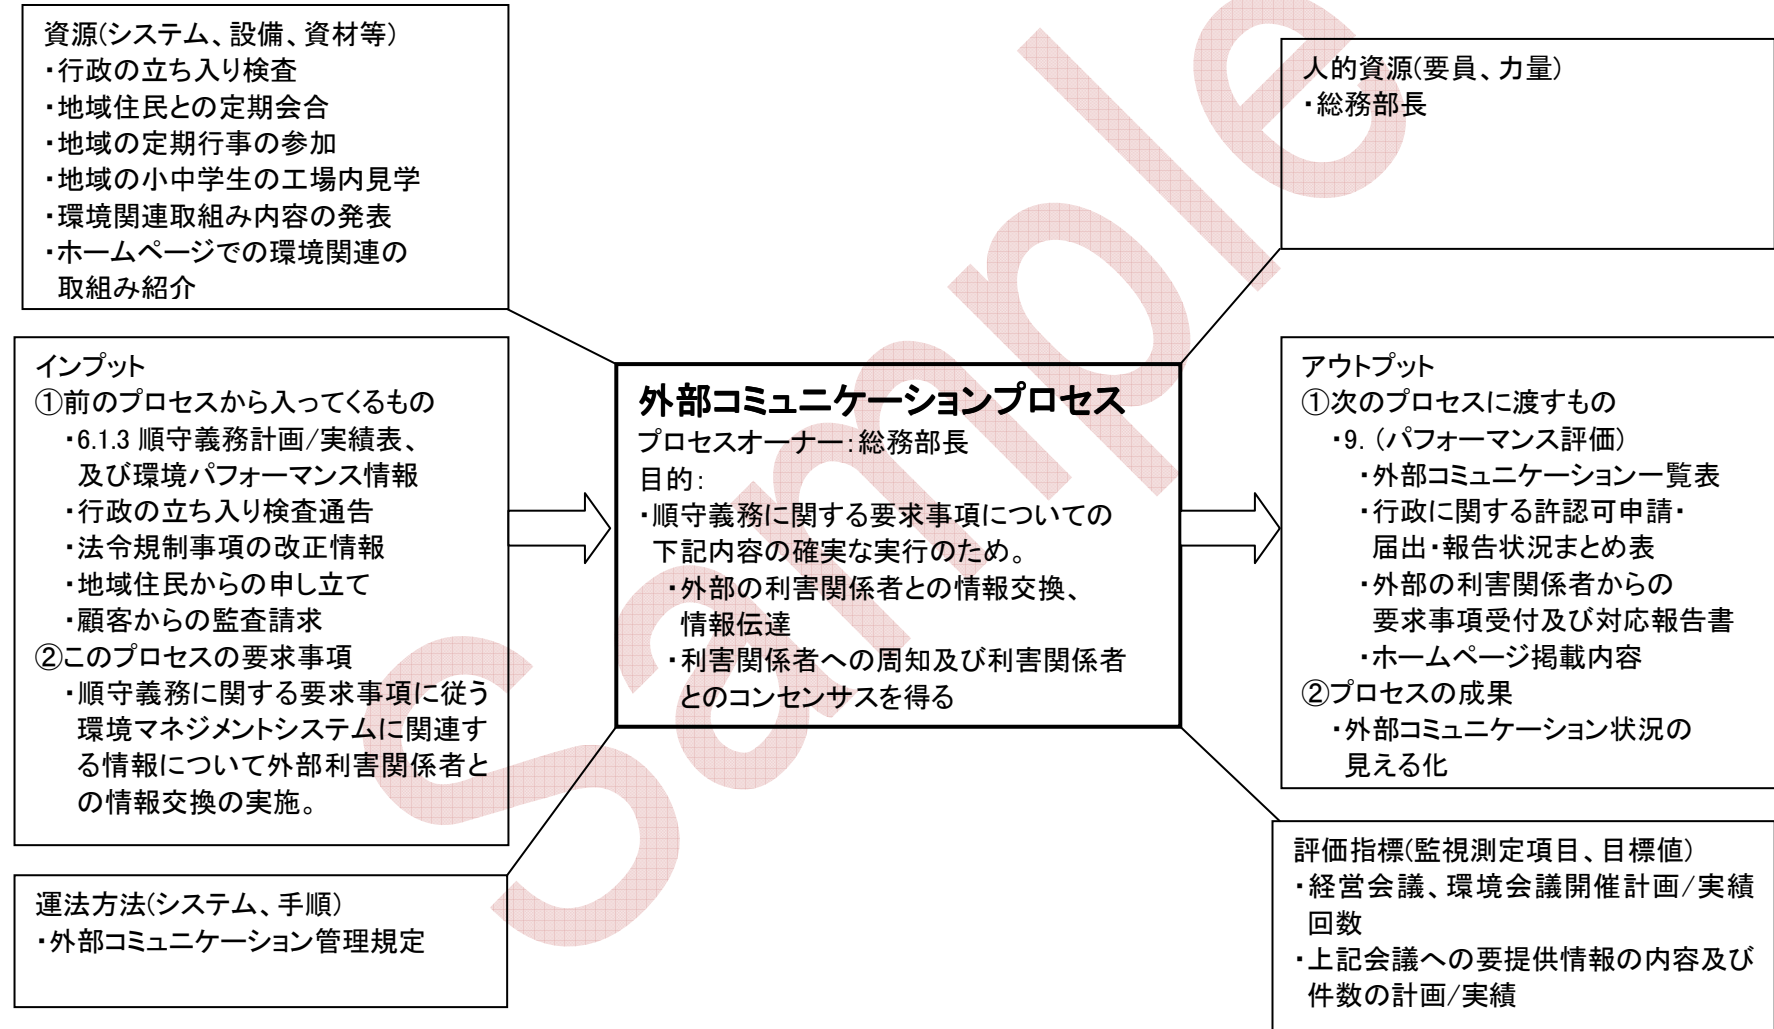 資源(システム、設備、資材等)
・行政の立ち入り検査
・地域住民との定期会合
・地域の定期行事の参加
・地域の小中学生の工場内見学
・環境関連取組み内容の発表
・ホームページでの環境関連の
取組み紹介
人的資源(要員、力量)
・総務部長
インプット
①前のプロセスから入ってくるもの
・6.1.3 順守義務計画/実績表、
及び環境パフォーマンス情報
・行政の立ち入り検査通告
・法令規制事項の改正情報
・地域住民からの申し立て
・顧客からの監査請求
②このプロセスの要求事項
・順守義務に関する要求事項に従う
環境マネジメントシステムに関連す
る情報について外部利害関係者と
の情報交換の実施。
外部コミュニケーションプロセス
プロセスオーナー:総務部長
目的:
・順守義務に関する要求事項についての
下記内容の確実な実行のため。
・外部の利害関係者との情報交換、
情報伝達
・利害関係者への周知及び利害関係者
とのコンセンサスを得る
アウトプット
①次のプロセスに渡すもの
・9. (パフォーマンス評価)
・外部コミュニケーション一覧表
・行政に関する許認可申請・
届出・報告状況まとめ表
・外部の利害関係者からの
要求事項受付及び対応報告書
・ホームページ掲載内容
②プロセスの成果
・外部コミュニケーション状況の
見える化
運法方法(システム、手順)
・外部コミュニケーション管理規定
評価指標(監視測定項目、目標値)
・経営会議、環境会議開催計画/実績
回数
・上記会議への要提供情報の内容及び
件数の計画/実績
Sample